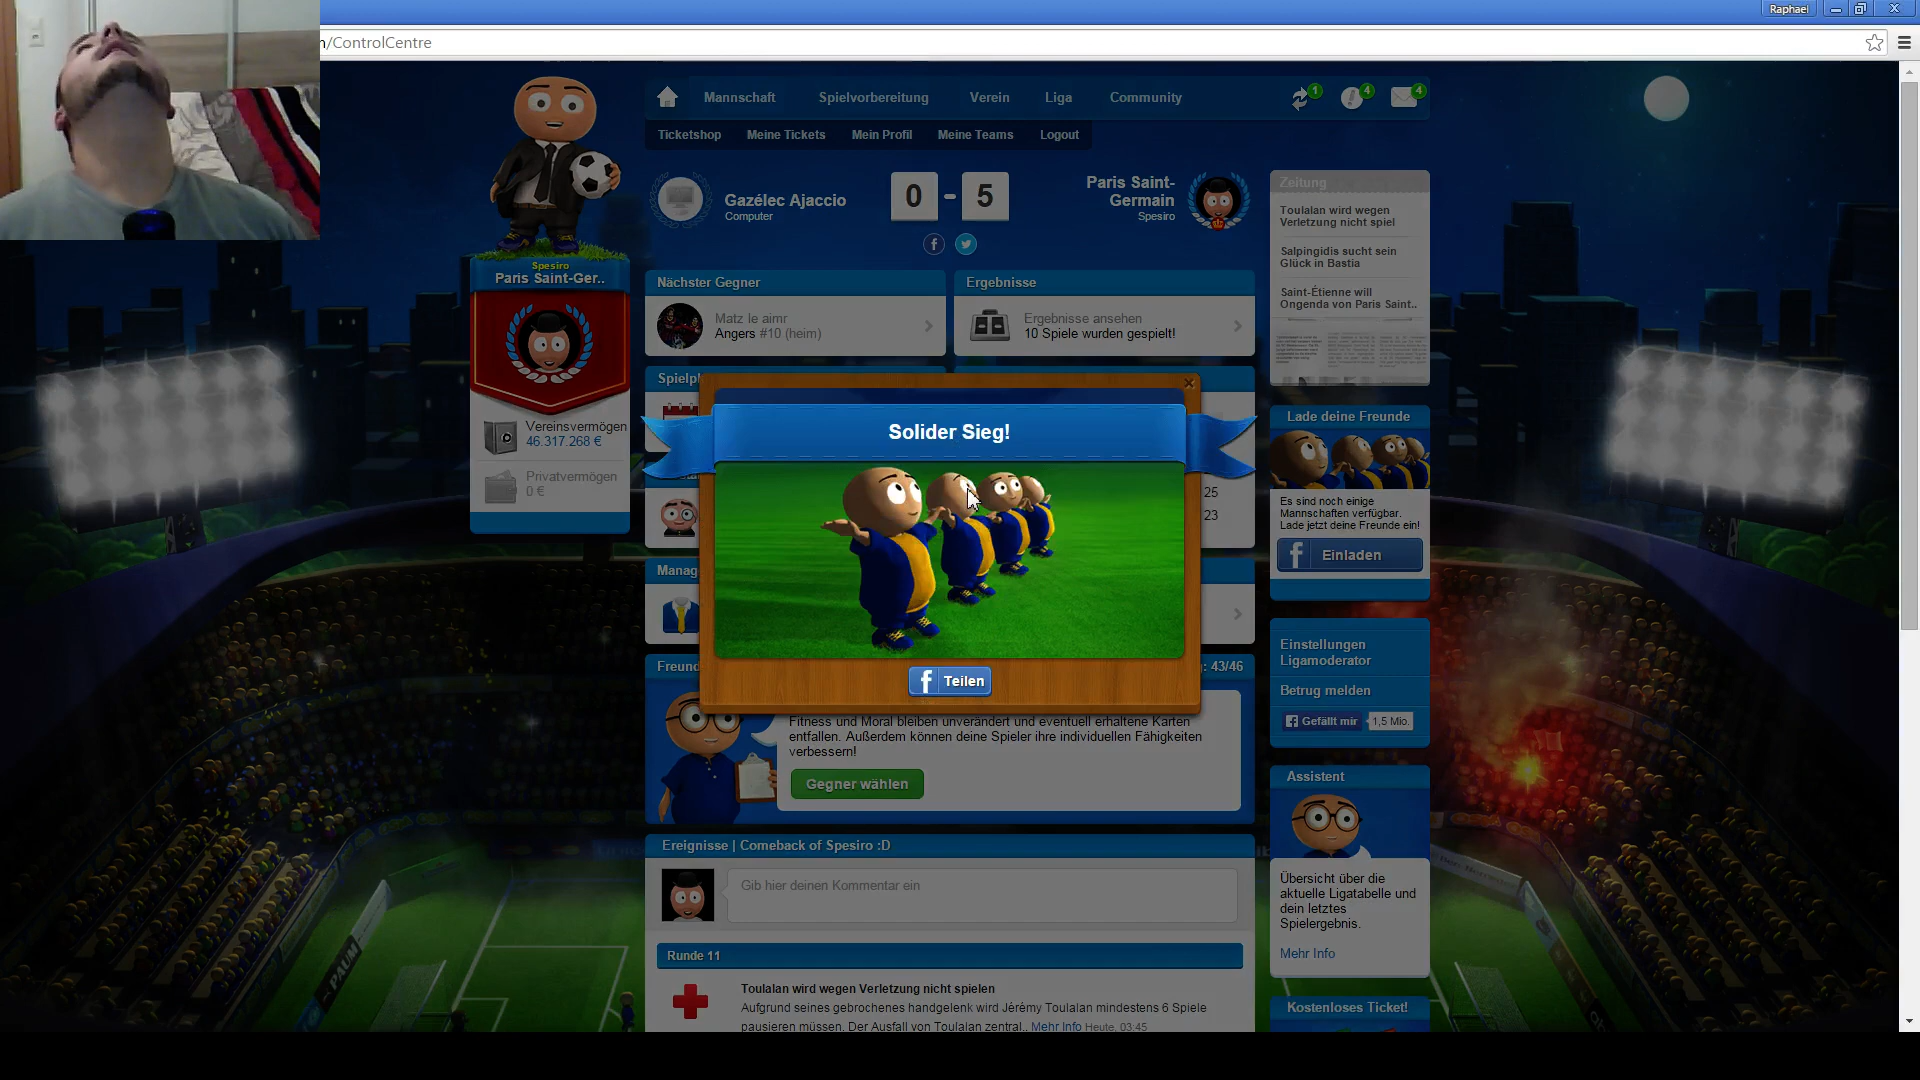 Raphael
/ControlCentre
Mannschaft
Spielvorbereitung
Verein
Liga
Community
1
4
4
Ticketshop
Meine Tickets
Mein Profil
Meine Teams
Logout
Gazélec Ajaccio
Computer
0 - 5
Paris Saint-
Germain
Spesiro
Spesiro
Paris Saint-Ger..
Vereinsvermögen
46.317.268 €
Privatvermögen
0 €
Nächster Gegner
Matz le aimr
Angers #10 (heim)
Ergebnisse
Ergebnisse ansehen
10 Spiele wurden gespielt!
Spielpl
Solider Sieg!
25
23
Manag
Teilen
Freund
: 43/46
Fitness und Moral bleiben unverändert und eventuell erhaltene Karten
entfallen. Außerdem können deine Spieler ihre individuellen Fähigkeiten
verbessern!
Gegner wählen
Ereignisse | Comeback of Spesiro :D
Gib hier deinen Kommentar ein
Runde 11
Toulalan wird wegen Verletzung nicht spielen
Aufgrund seines gebrochenes handgelenk wird Jérémy Toulalan mindestens 6 Spiele
pausieren müssen. Der Ausfall von Toulalan zentral.. Mehr Info Heute, 03:45
Zeitung
Toulalan wird wegen
Verletzung nicht spiel
Salpingidis sucht sein
Glück in Bastia
Saint-Étienne will
Ongenda von Paris Saint..
Lade deine Freunde
Es sind noch einige
Mannschaften verfügbar.
Lade jetzt deine Freunde ein!
Einladen
Einstellungen
Ligamoderator
Betrug melden
Gefällt mir
1,5 Mio.
Assistent
Übersicht über die
aktuelle Ligatabelle und
dein letztes
Spielergebnis.
Mehr Info
Kostenloses Ticket!